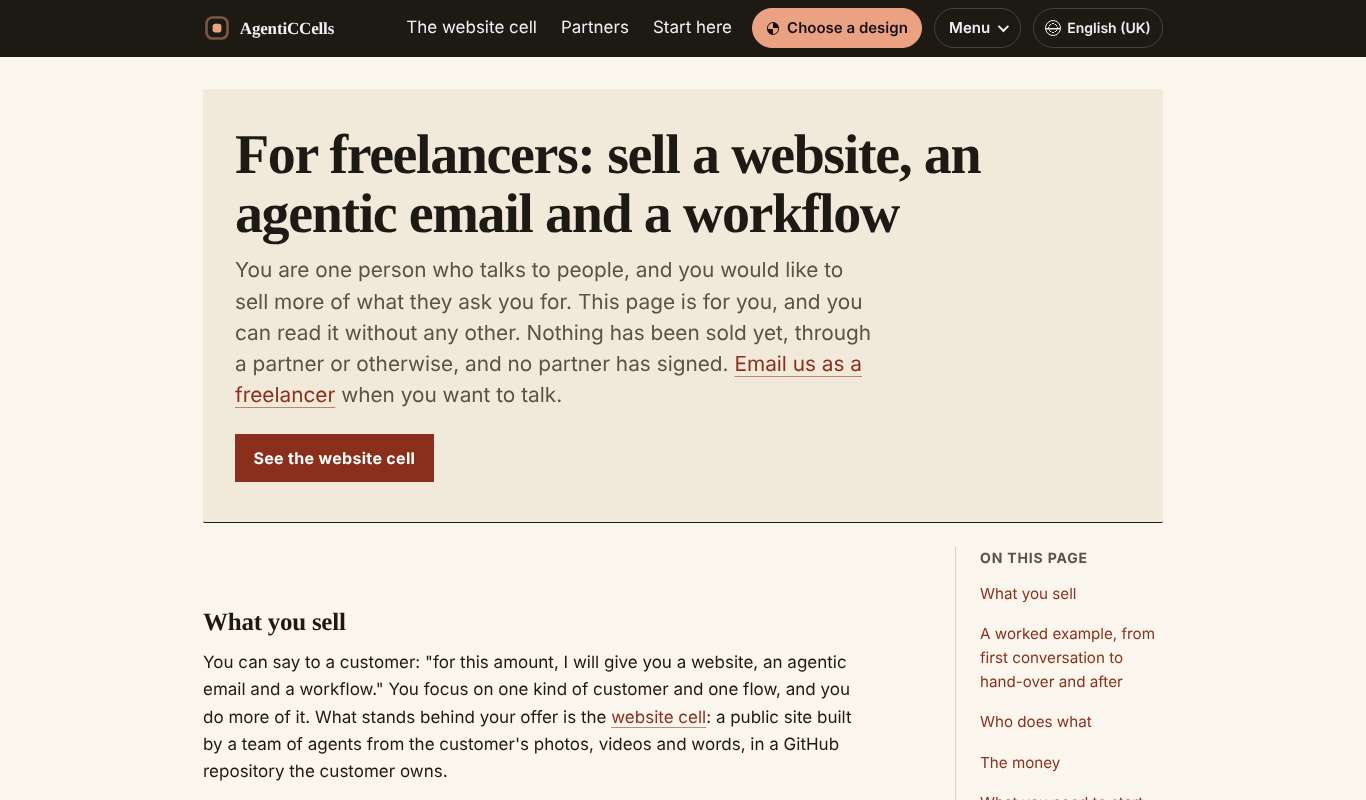 AgentiCCells
The website cell
Partners
Start here
Choose a design
Menu
English (UK)
For freelancers: sell a website, an
agentic email and a workflow
You are one person who talks to people, and you would like to
sell more of what they ask you for. This page is for you, and you
can read it without any other. Nothing has been sold yet, through
a partner or otherwise, and no partner has signed. Email us as a
freelancer when you want to talk.
See the website cell
What you sell
You can say to a customer: "for this amount, I will give you a website, an agentic
email and a workflow." You focus on one kind of customer and one flow, and you
do more of it. What stands behind your offer is the website cell: a public site built
by a team of agents from the customer's photos, videos and words, in a GitHub
repository the customer owns.
ON THIS PAGE
What you sell
A worked example, from
first conversation to
hand-over and after
Who does what
The money